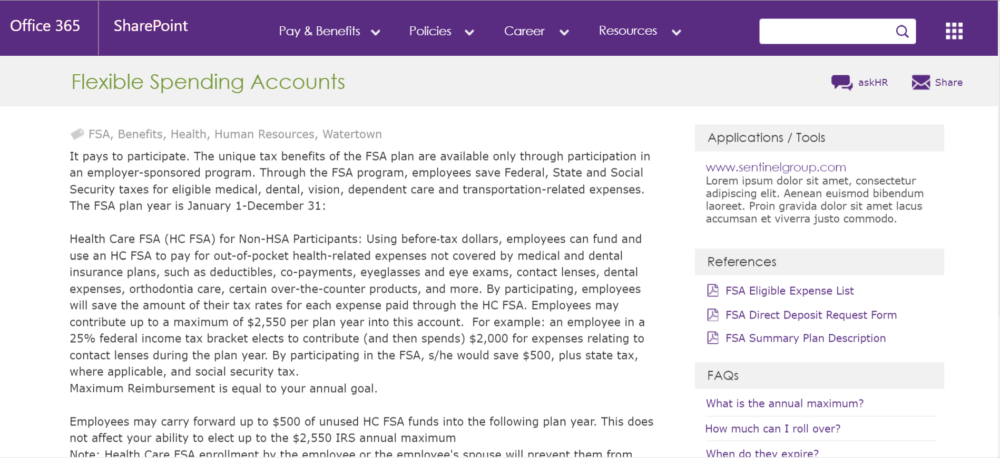 Office 365
SharePoint
Pay & Benefits
Policies
Career
Resources
Flexible Spending Accounts
askHR
Share
FSA, Benefits, Health, Human Resources, Watertown
It pays to participate. The unique tax benefits of the FSA plan are available only through participation in
an employer-sponsored program. Through the FSA program, employees save Federal, State and Social
Security taxes for eligible medical, dental, vision, dependent care and transportation-related expenses.
The FSA plan year is January 1-December 31:
Health Care FSA (HC FSA) for Non-HSA Participants: Using before-tax dollars, employees can fund and
use an HC FSA to pay for out-of-pocket health-related expenses not covered by medical and dental
insurance plans, such as deductibles, co-payments, eyeglasses and eye exams, contact lenses, dental
expenses, orthodontia care, certain over-the-counter products, and more. By participating, employees
will save the amount of their tax rates for each expense paid through the HC FSA. Employees may
contribute up to a maximum of $2,550 per plan year into this account.  For example: an employee in a
25% federal income tax bracket elects to contribute (and then spends) $2,000 for expenses relating to
contact lenses during the plan year. By participating in the FSA, s/he would save $500, plus state tax,
where applicable, and social security tax.
Maximum Reimbursement is equal to your annual goal.
Employees may carry forward up to $500 of unused HC FSA funds into the following plan year. This does
not affect your ability to elect up to the $2,550 IRS annual maximum
Note: Health Care FSA enrollment by the employee or the employee's spouse will prevent them from
Applications / Tools
www.sentinelgroup.com
Lorem ipsum dolor sit amet, consectetur
adipiscing elit. Aenean euismod bibendum
laoreet. Proin gravida dolor sit amet lacus
accumsan et viverra justo commodo.
References
FSA Eligible Expense List
FSA Direct Deposit Request Form
FSA Summary Plan Description
FAQs
What is the annual maximum?
How much can I roll over?
When do they expire?